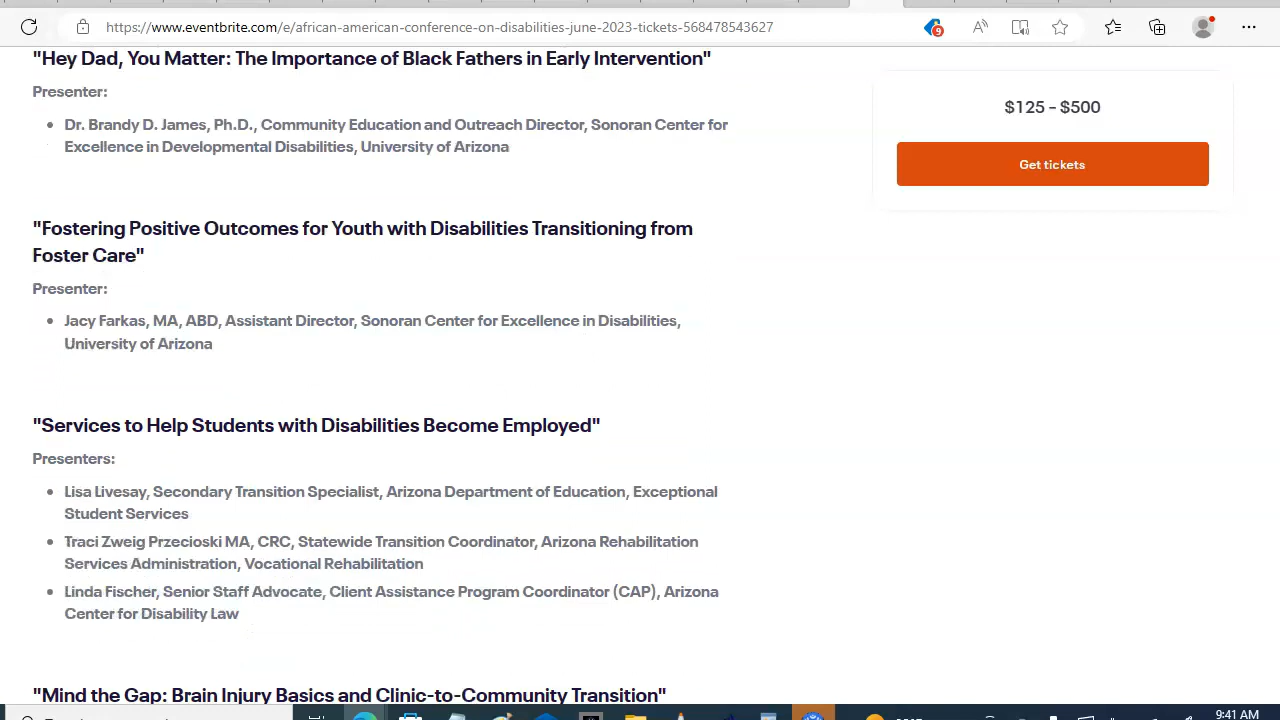 https://www.eventbrite.com/e/african-american-conference-on-disabilities-june-2023-tickets-568478543627
9
"Hey Dad, You Matter: The Importance of Black Fathers in Early Intervention"
Presenter:
• Dr. Brandy D. James, Ph.D., Community Education and Outreach Director, Sonoran Center for
Excellence in Developmental Disabilities, University of Arizona
$125 – $500
Get tickets
"Fostering Positive Outcomes for Youth with Disabilities Transitioning from
Foster Care"
Presenter:
• Jacy Farkas, MA, ABD, Assistant Director, Sonoran Center for Excellence in Disabilities,
University of Arizona
"Services to Help Students with Disabilities Become Employed"
Presenters:
• Lisa Livesay, Secondary Transition Specialist, Arizona Department of Education, Exceptional
Student Services
• Traci Zweig Przecioski MA, CRC, Statewide Transition Coordinator, Arizona Rehabilitation
Services Administration, Vocational Rehabilitation
• Linda Fischer, Senior Staff Advocate, Client Assistance Program Coordinator (CAP), Arizona
Center for Disability Law
"Mind the Gap: Brain Injury Basics and Clinic-to-Community Transition"
9:41 AM